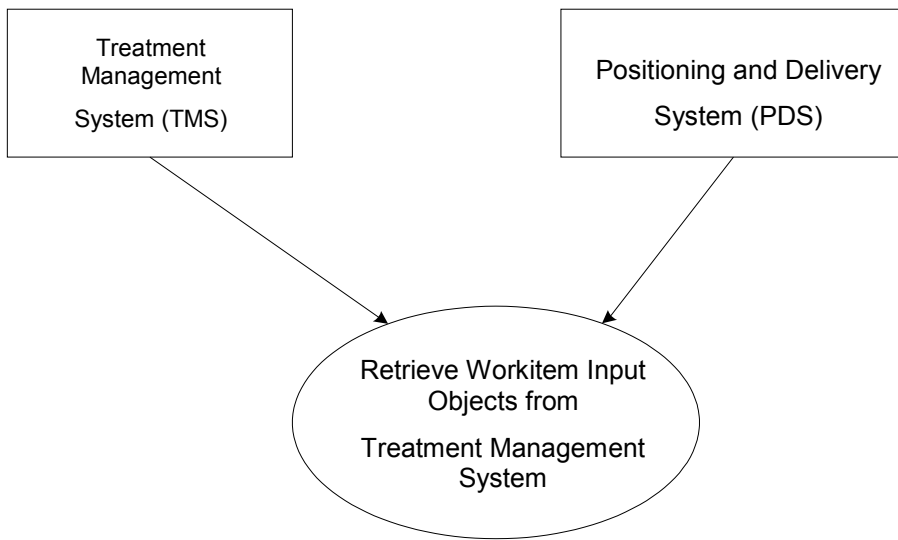 Treatment
Management
System (TMS)
Positioning and Delivery
System (PDS)
Retrieve Workitem Input
Objects from
Treatment Management
System